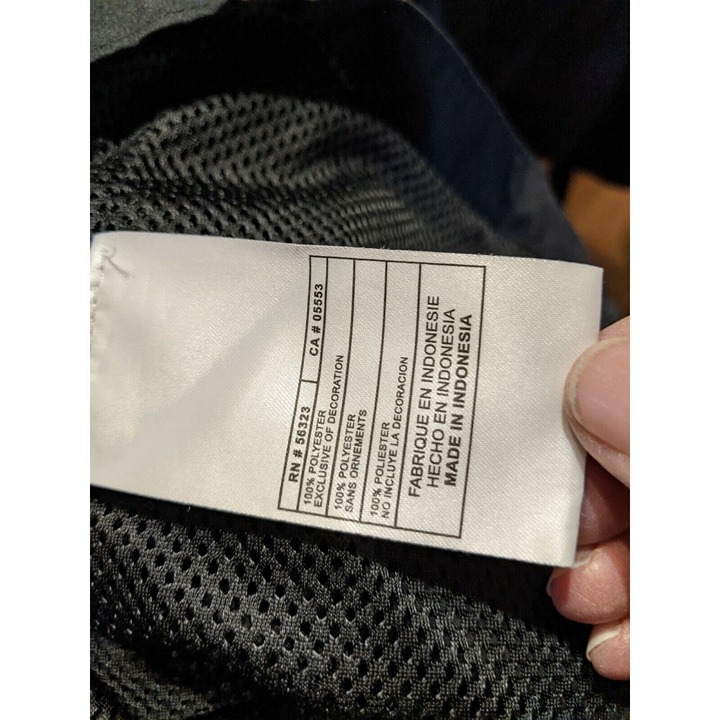 RN # 56323 CA # 05553
100% POLYESTER
EXCLUSIVE OF DECORATION
100% POLYESTER
SANS ORNEMENTS
100% POLIESTER
NO INCLUYE LA DECORACION
FABRIQUE EN INDONESIE
HECHO EN INDONESIA
MADE IN INDONESIA